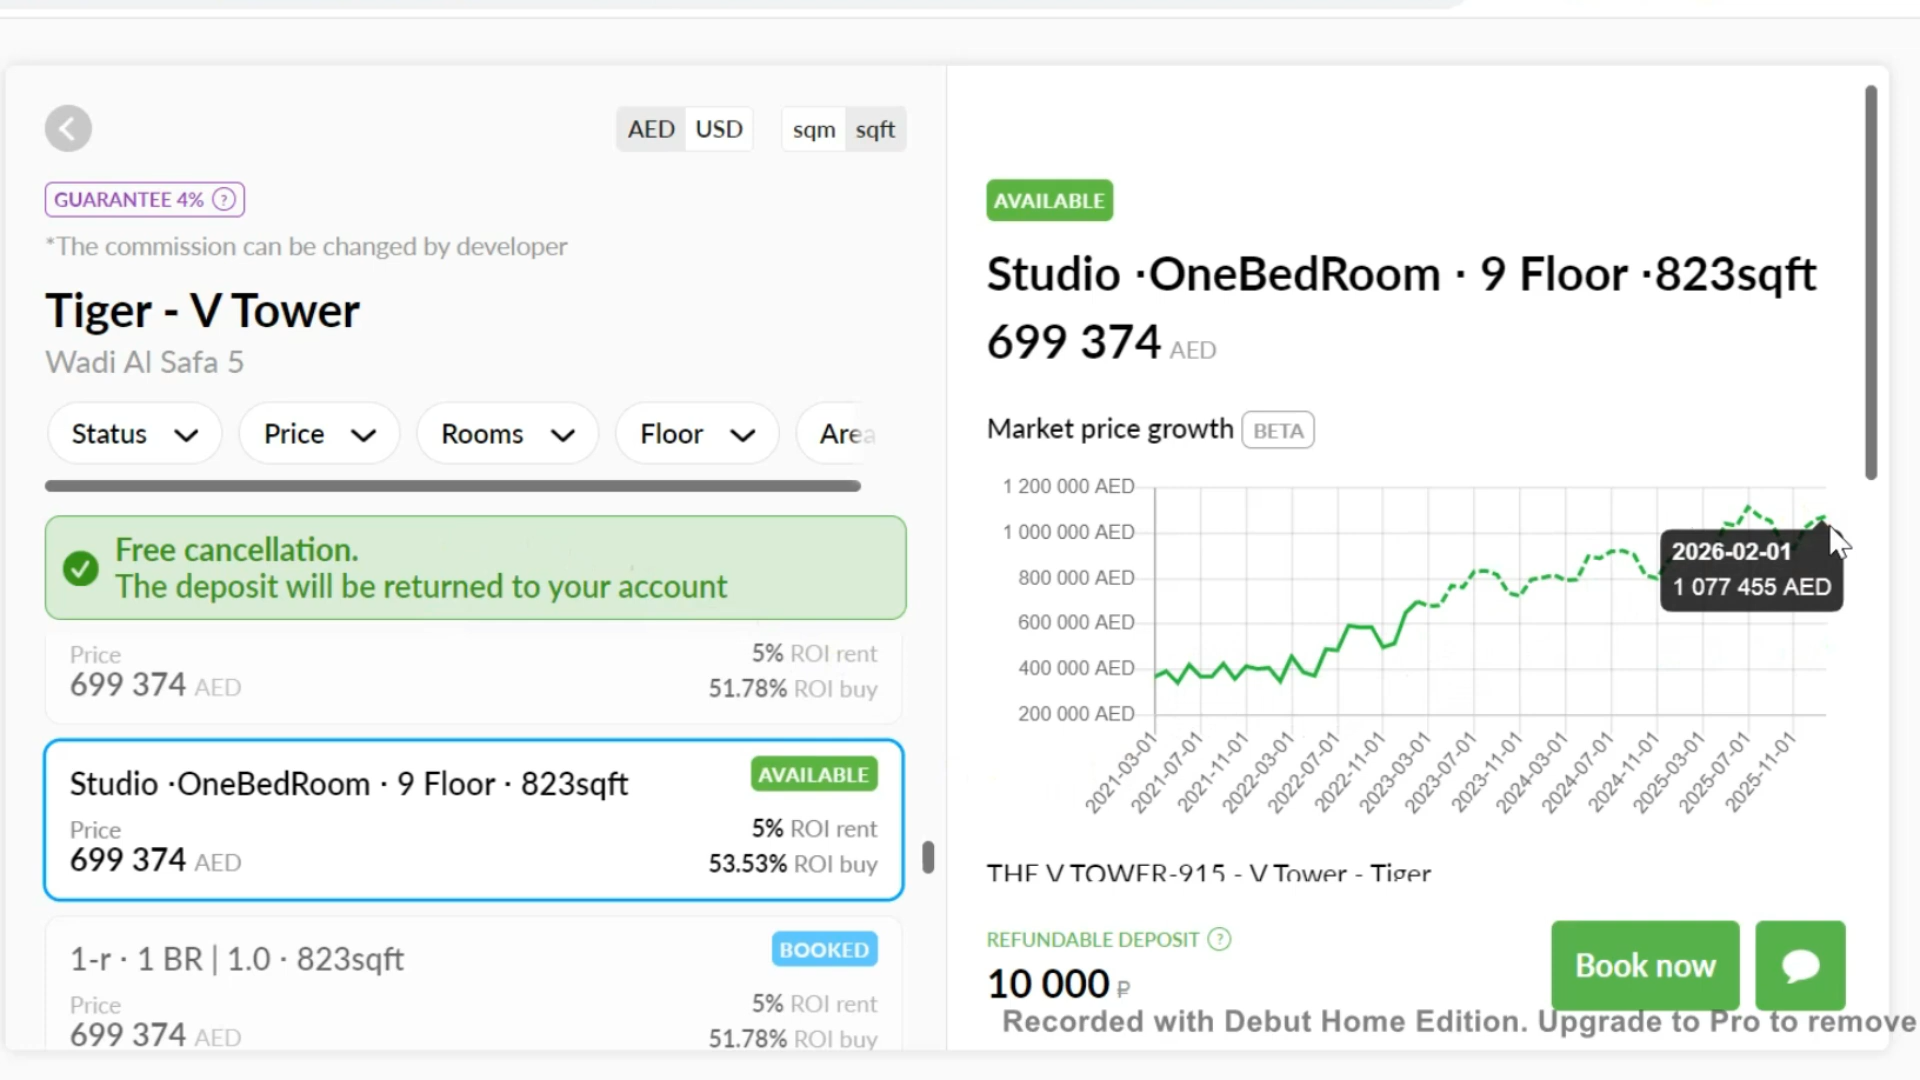 AED USD sqm sqft
GUARANTEE 4% ?
*The commission can be changed by developer
Tiger - V Tower
Wadi Al Safa 5
Status Price Rooms Floor Area
Free cancellation.
The deposit will be returned to your account
Price
699 374 AED
5% ROI rent
51.78% ROI buy
Studio ·OneBedRoom · 9 Floor · 823sqft
AVAILABLE
Price
699 374 AED
5% ROI rent
53.53% ROI buy
1-r · 1 BR | 1.0 · 823sqft
BOOKED
Price
699 374 AED
5% ROI rent
51.78% ROI buy
AVAILABLE
Studio ·OneBedRoom · 9 Floor ·823sqft
699 374 AED
Market price growth BETA
1 200 000 AED
1 000 000 AED
800 000 AED
600 000 AED
400 000 AED
200 000 AED
2026-02-01
1 077 455 AED
2021-03-01
2021-07-01
2021-11-01
2022-03-01
2022-07-01
2022-11-01
2023-03-01
2023-07-01
2023-11-01
2024-03-01
2024-07-01
2024-11-01
2025-03-01
2025-07-01
2025-11-01
THE V TOWER-915 - V Tower - Tiger
REFUNDABLE DEPOSIT ?
10 000 ₽
Book now
Recorded with Debut Home Edition. Upgrade to Pro to remove